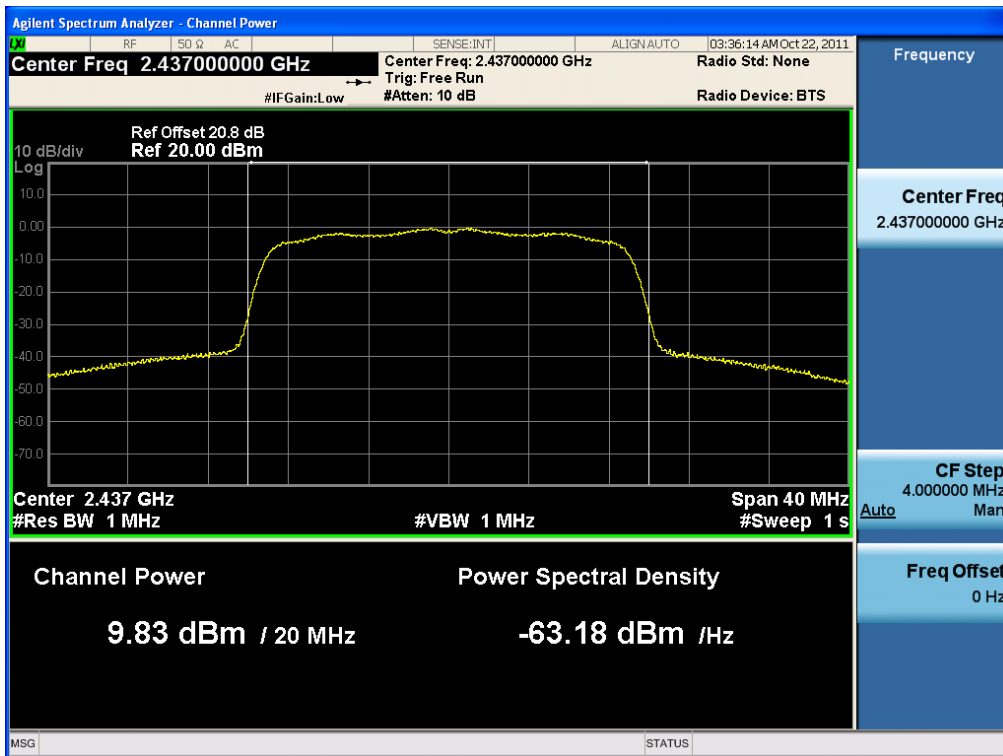 Agilent Spectrum Analyzer - Channel Power
LXI RF 50 Ω AC SENSE:INT ALIGN AUTO 03:36:14 AM Oct 22, 2011
Center Freq 2.437000000 GHz
Center Freq: 2.437000000 GHz
Radio Std: None
Trig: Free Run
#IFGain:Low
#Atten: 10 dB
Radio Device: BTS
Frequency
Ref Offset 20.8 dB
10 dB/div Ref 20.00 dBm
Log
10.0
0.00
-10.0
-20.0
-30.0
-40.0
-50.0
-60.0
-70.0
Center 2.437 GHz Span 40 MHz
#Res BW 1 MHz #VBW 1 MHz #Sweep 1 s
Center Freq
2.437000000 GHz
CF Step
4.000000 MHz
Auto Man
Freq Offset
0 Hz
Channel Power Power Spectral Density
9.83 dBm / 20 MHz -63.18 dBm /Hz
MSG STATUS